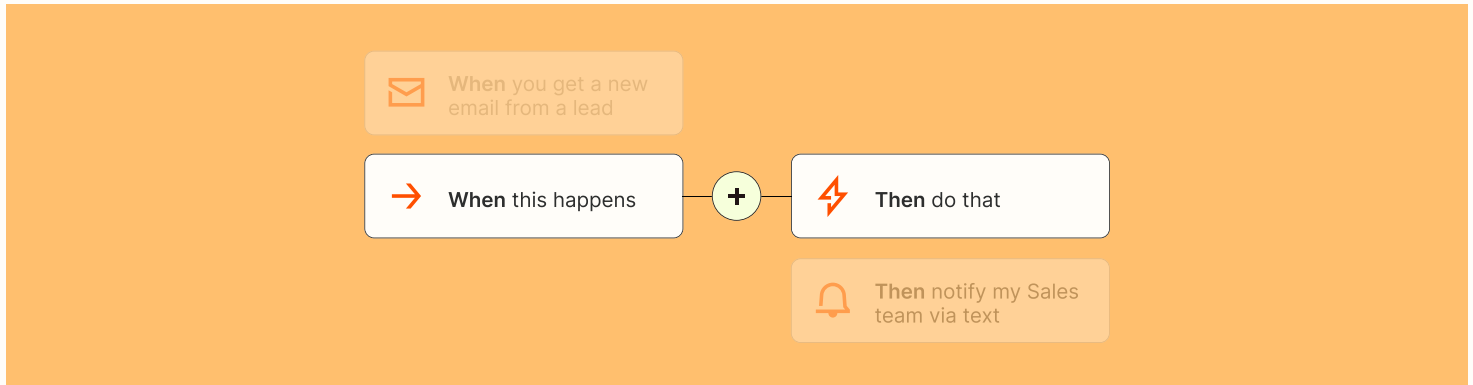 When you get a new
email from a lead
When this happens
Then do that
Then notify my Sales
team via text